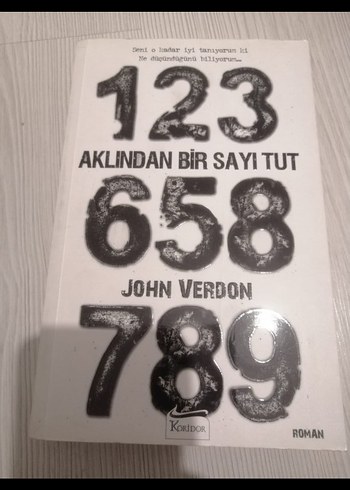 Seni o kadar iyi tanıyorum ki
Ne düşündüğünü biliyorum...
123
AKLINDAN BİR SAYI TUT
658
JOHN VERDON
789
KORİDOR
ROMAN